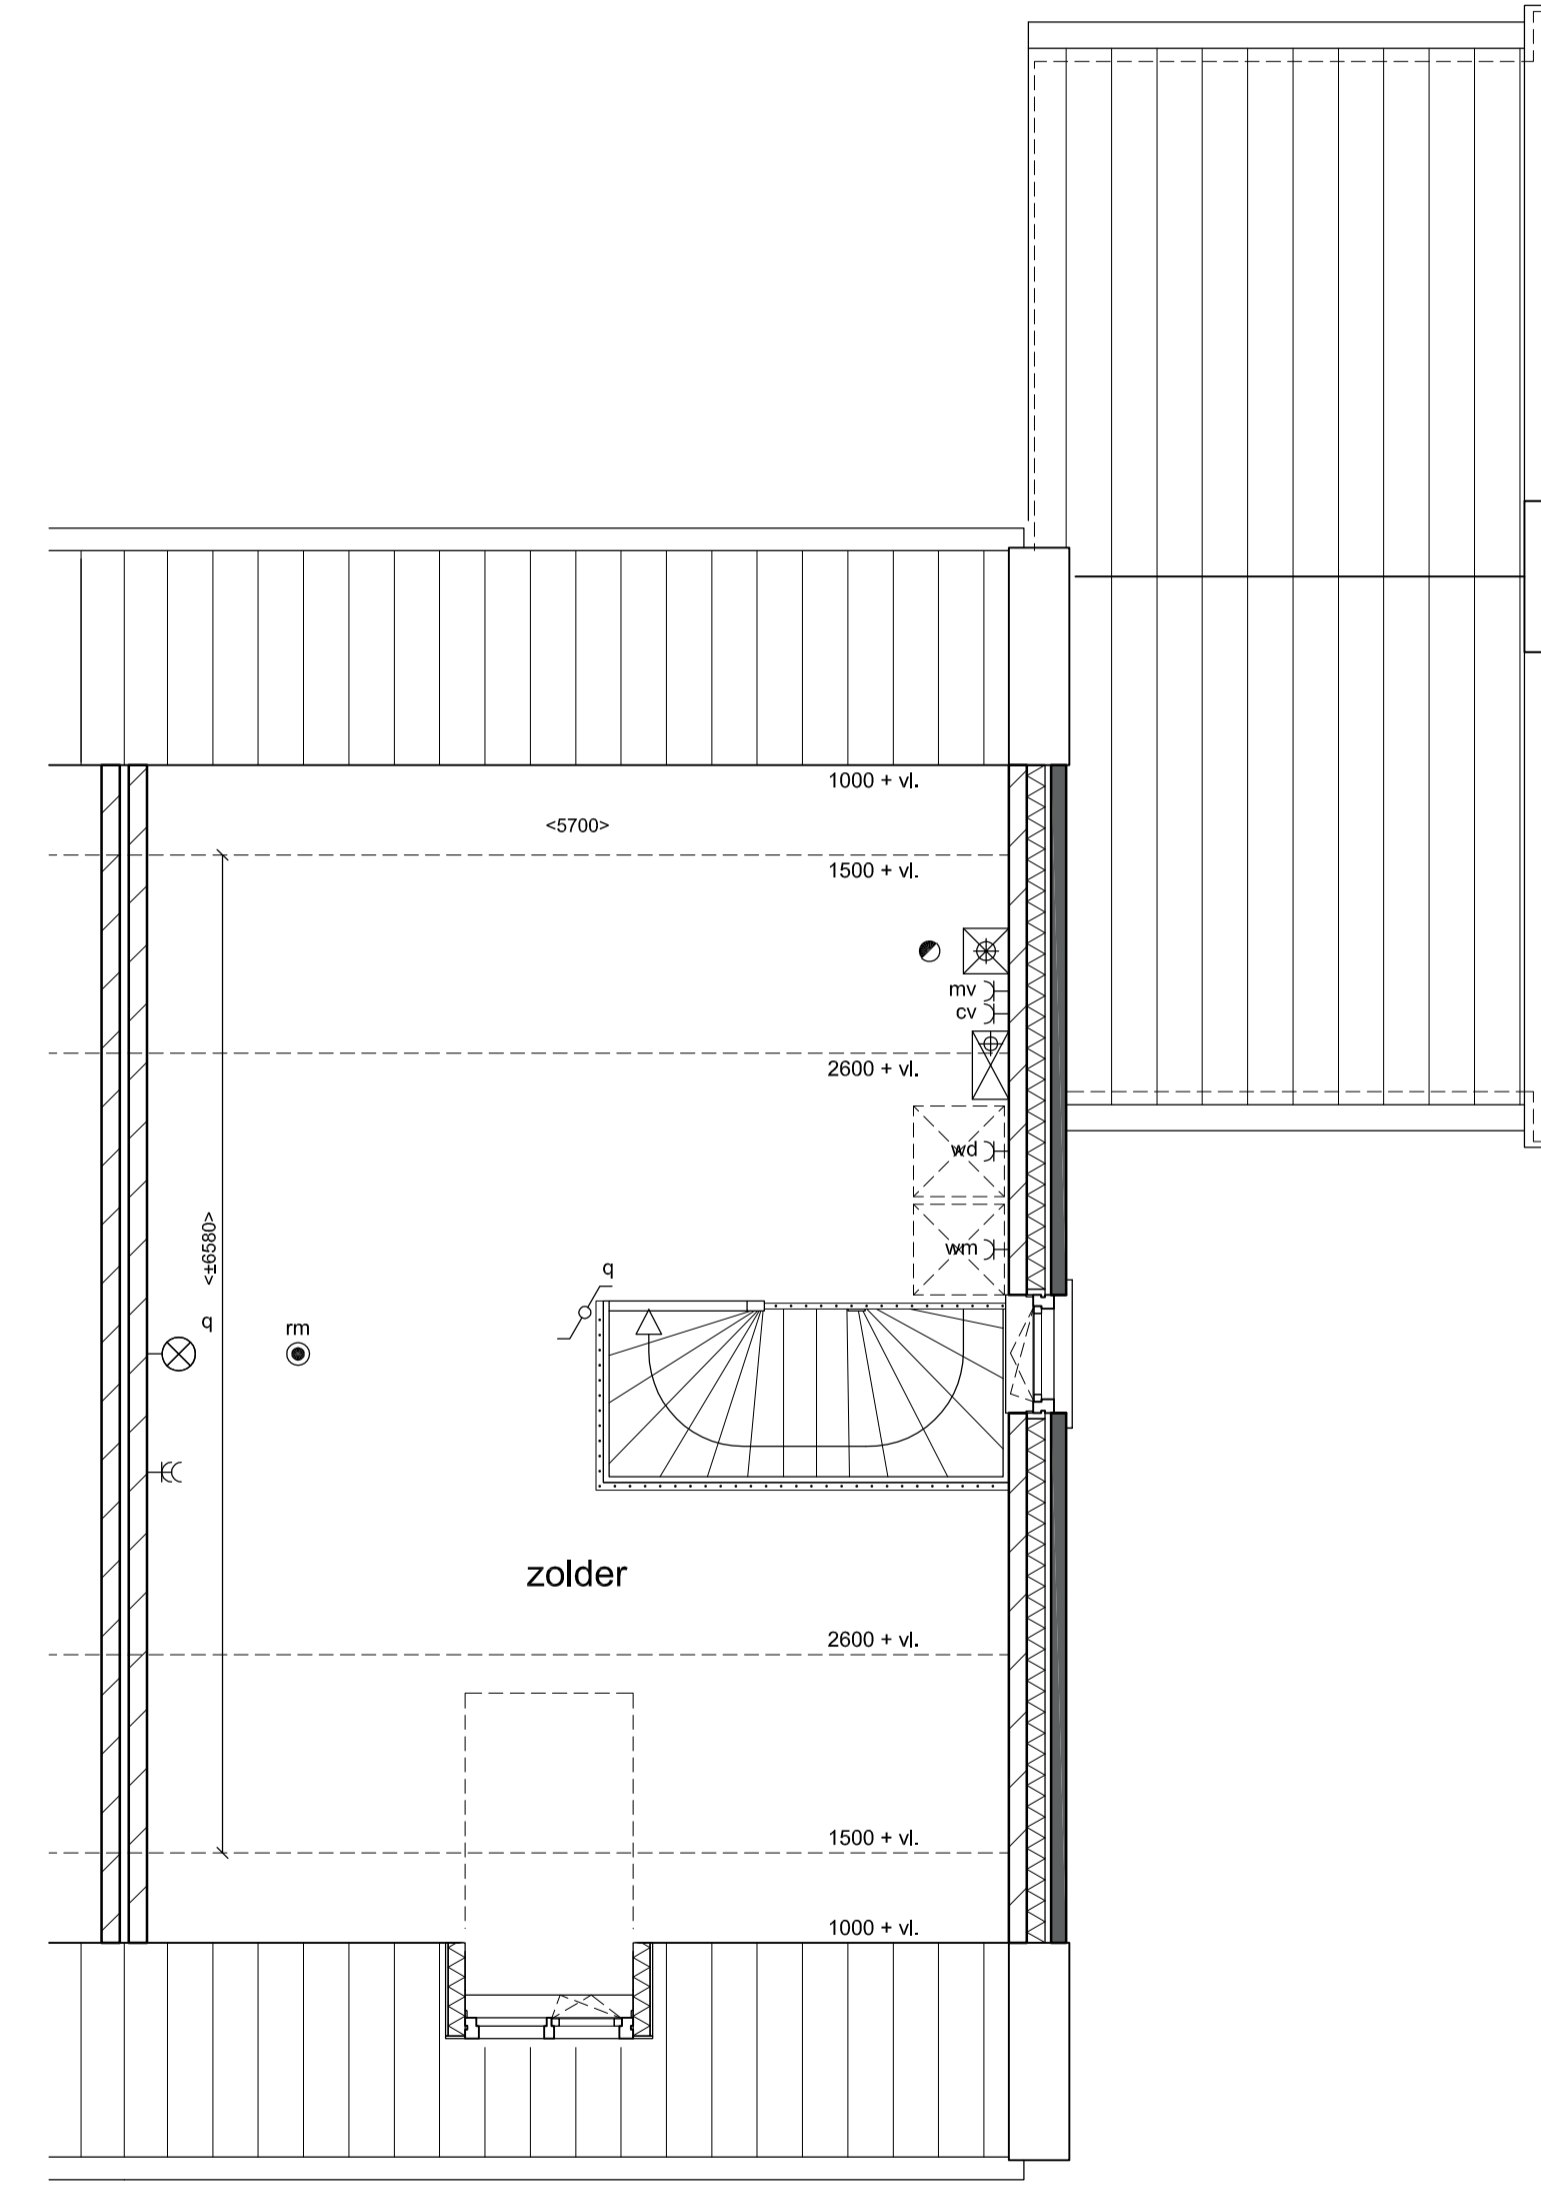 1000 + vl.
<5700>
1500 + vl.
mv
cv
2600 + vl.
wd
<±6580>
wm
q
q
rm
zolder
2600 + vl.
1500 + vl.
1000 + vl.